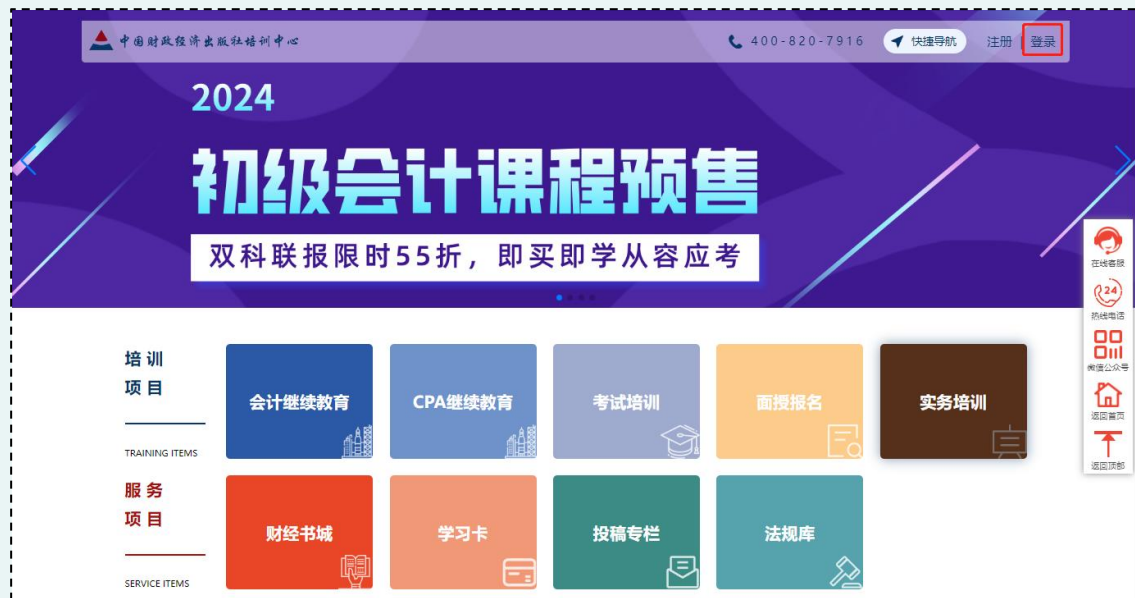 中国财政经济出版社培训中心
400-820-7916 快捷导航 注册 | 登录
2024
初级会计课程预售
双科联报限时55折，即买即学从容应考
在线客服
24
热线电话
微信公众号
返回首页
返回顶部
培训
项目
TRAINING ITEMS
会计继续教育
CPA继续教育
考试培训
面授报名
实务培训
服务
项目
SERVICE ITEMS
财经书城
学习卡
投稿专栏
法规库